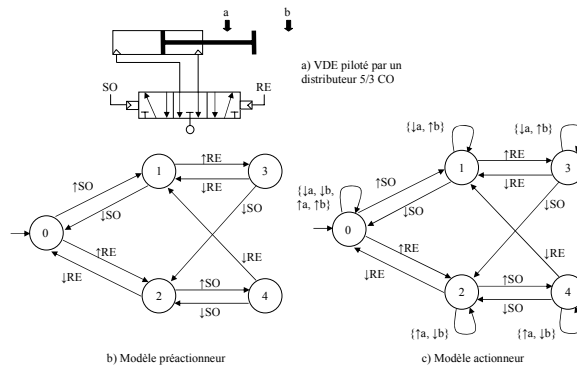 a
b
SO
RE
a) VDE piloté par un
distributeur 5/3 CO
0
1
2
3
4
↑SO
↓SO
↑RE
↓RE
↑RE
↓RE
↓SO
↓RE
↑SO
↓SO
b) Modèle préactionneur
{↓a, ↑b}
{↓a, ↑b}
{↓a, ↓b,
↑a, ↑b}
0
1
2
3
4
↑SO
↓SO
↑RE
↓RE
↑RE
↓RE
↓SO
↓RE
↑SO
↓SO
{↑a, ↓b}
{↑a, ↓b}
c) Modèle actionneur